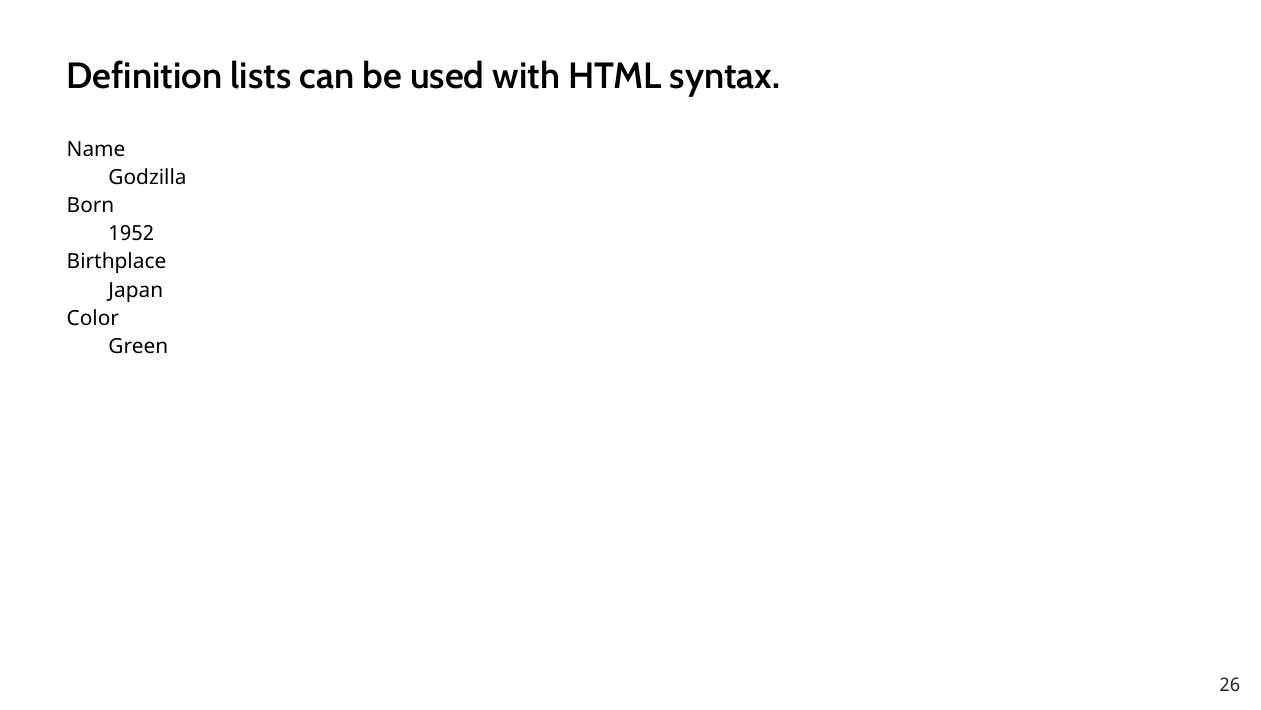 Definition lists can be used with HTML syntax.
Name
Godzilla
Born
1952
Birthplace
Japan
Color
Green
26